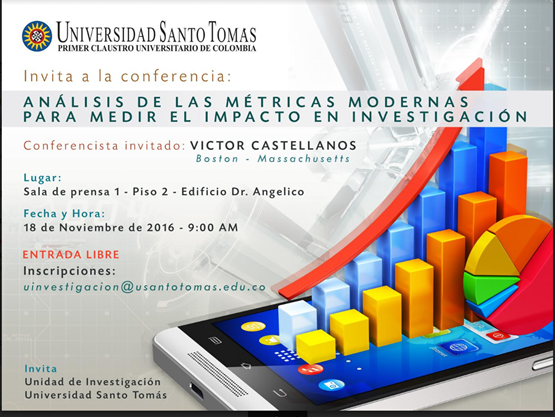 UNIVERSIDAD SANTO TOMAS
PRIMER CLAUSTRO UNIVERSITARIO DE COLOMBIA
Invita a la conferencia:
ANÁLISIS DE LAS MÉTRICAS MODERNAS
PARA MEDIR EL IMPACTO EN INVESTIGACIÓN
Conferencista invitado: VICTOR CASTELLANOS
Boston - Massachusetts
Lugar:
Sala de prensa 1 - Piso 2 - Edificio Dr. Angelico
Fecha y Hora:
18 de Noviembre de 2016 - 9:00 AM
ENTRADA LIBRE
Inscripciones:
uinvestigacion@usantotomas.edu.co
Invita
Unidad de Investigación
Universidad Santo Tomás